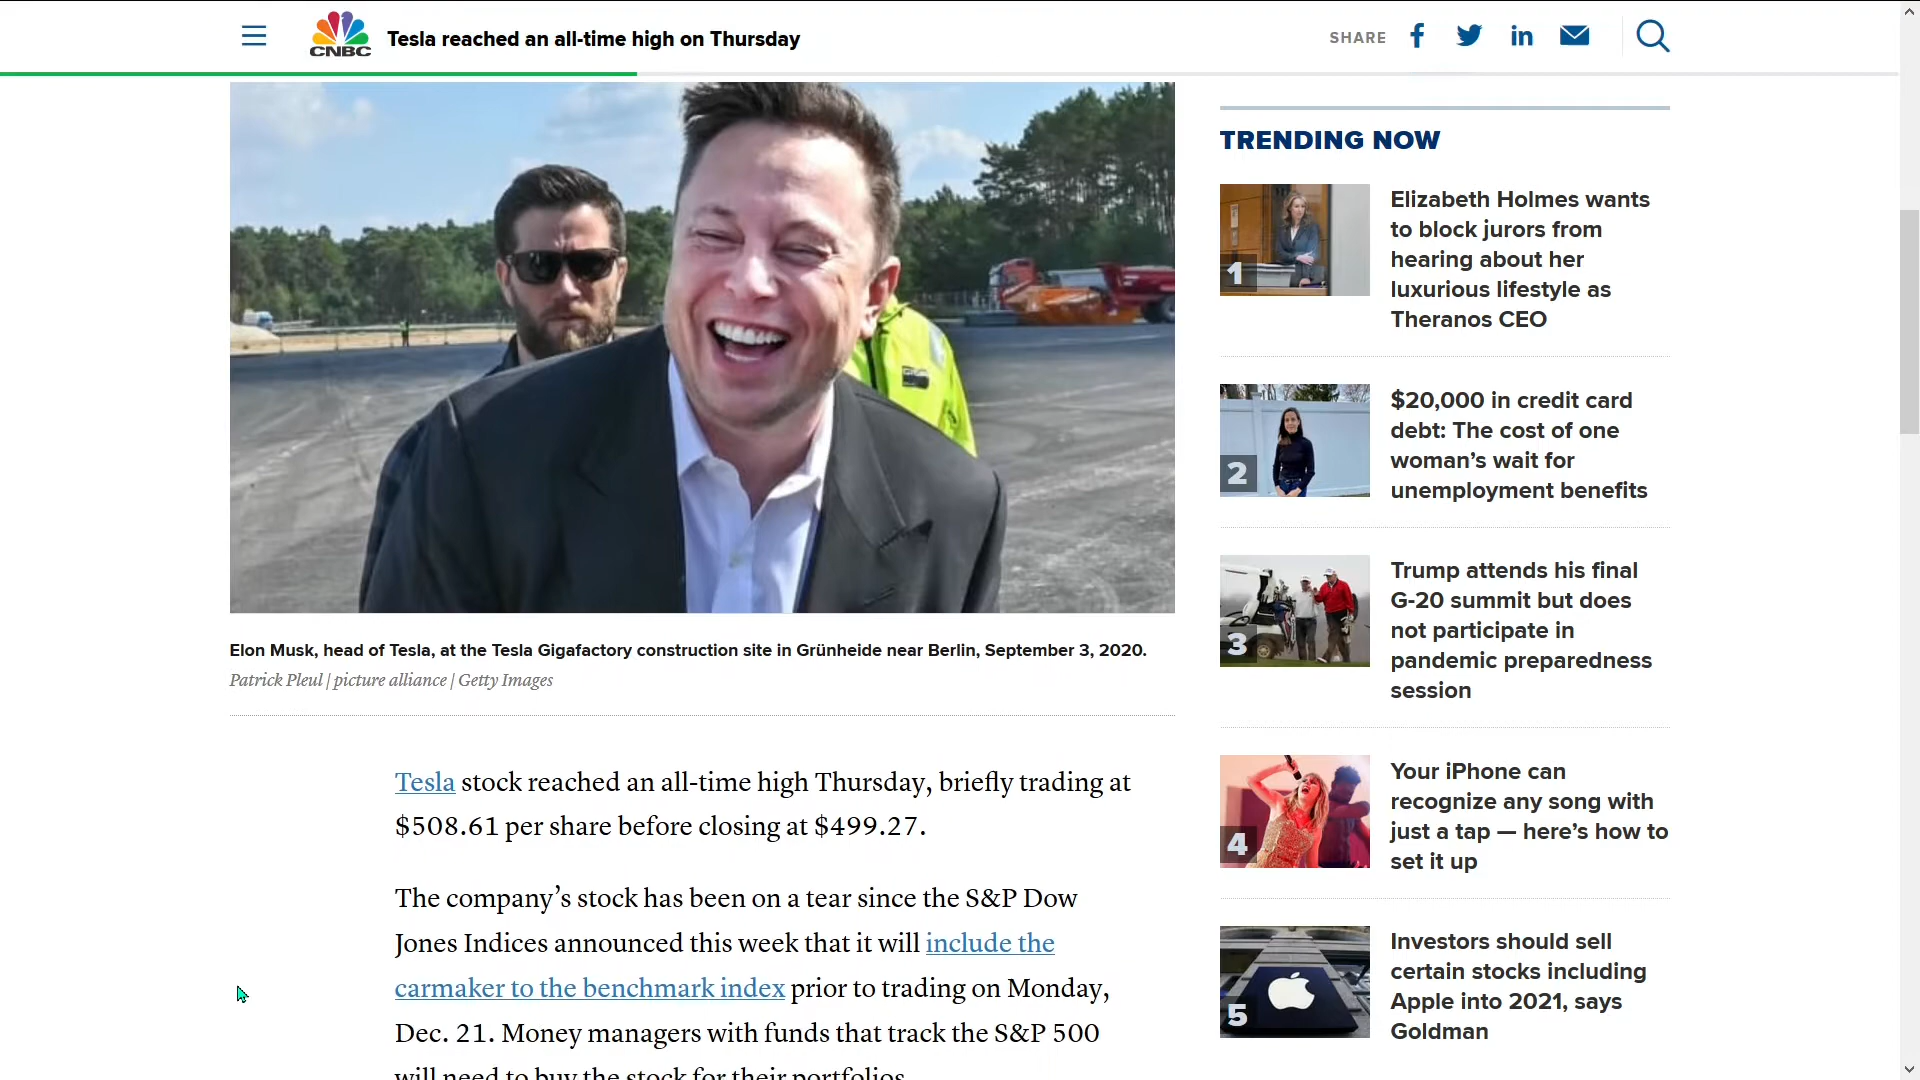 CNBC
Tesla reached an all-time high on Thursday
SHARE
Elon Musk, head of Tesla, at the Tesla Gigafactory construction site in Grünheide near Berlin, September 3, 2020.
Patrick Pleul | picture alliance | Getty Images
Tesla stock reached an all-time high Thursday, briefly trading at
$508.61 per share before closing at $499.27.
The company’s stock has been on a tear since the S&P Dow
Jones Indices announced this week that it will include the
carmaker to the benchmark index prior to trading on Monday,
Dec. 21. Money managers with funds that track the S&P 500
will need to buy the stock for their portfolios.
TRENDING NOW
1
Elizabeth Holmes wants
to block jurors from
hearing about her
luxurious lifestyle as
Theranos CEO
2
$20,000 in credit card
debt: The cost of one
woman’s wait for
unemployment benefits
3
Trump attends his final
G-20 summit but does
not participate in
pandemic preparedness
session
4
Your iPhone can
recognize any song with
just a tap — here’s how to
set it up
5
Investors should sell
certain stocks including
Apple into 2021, says
Goldman